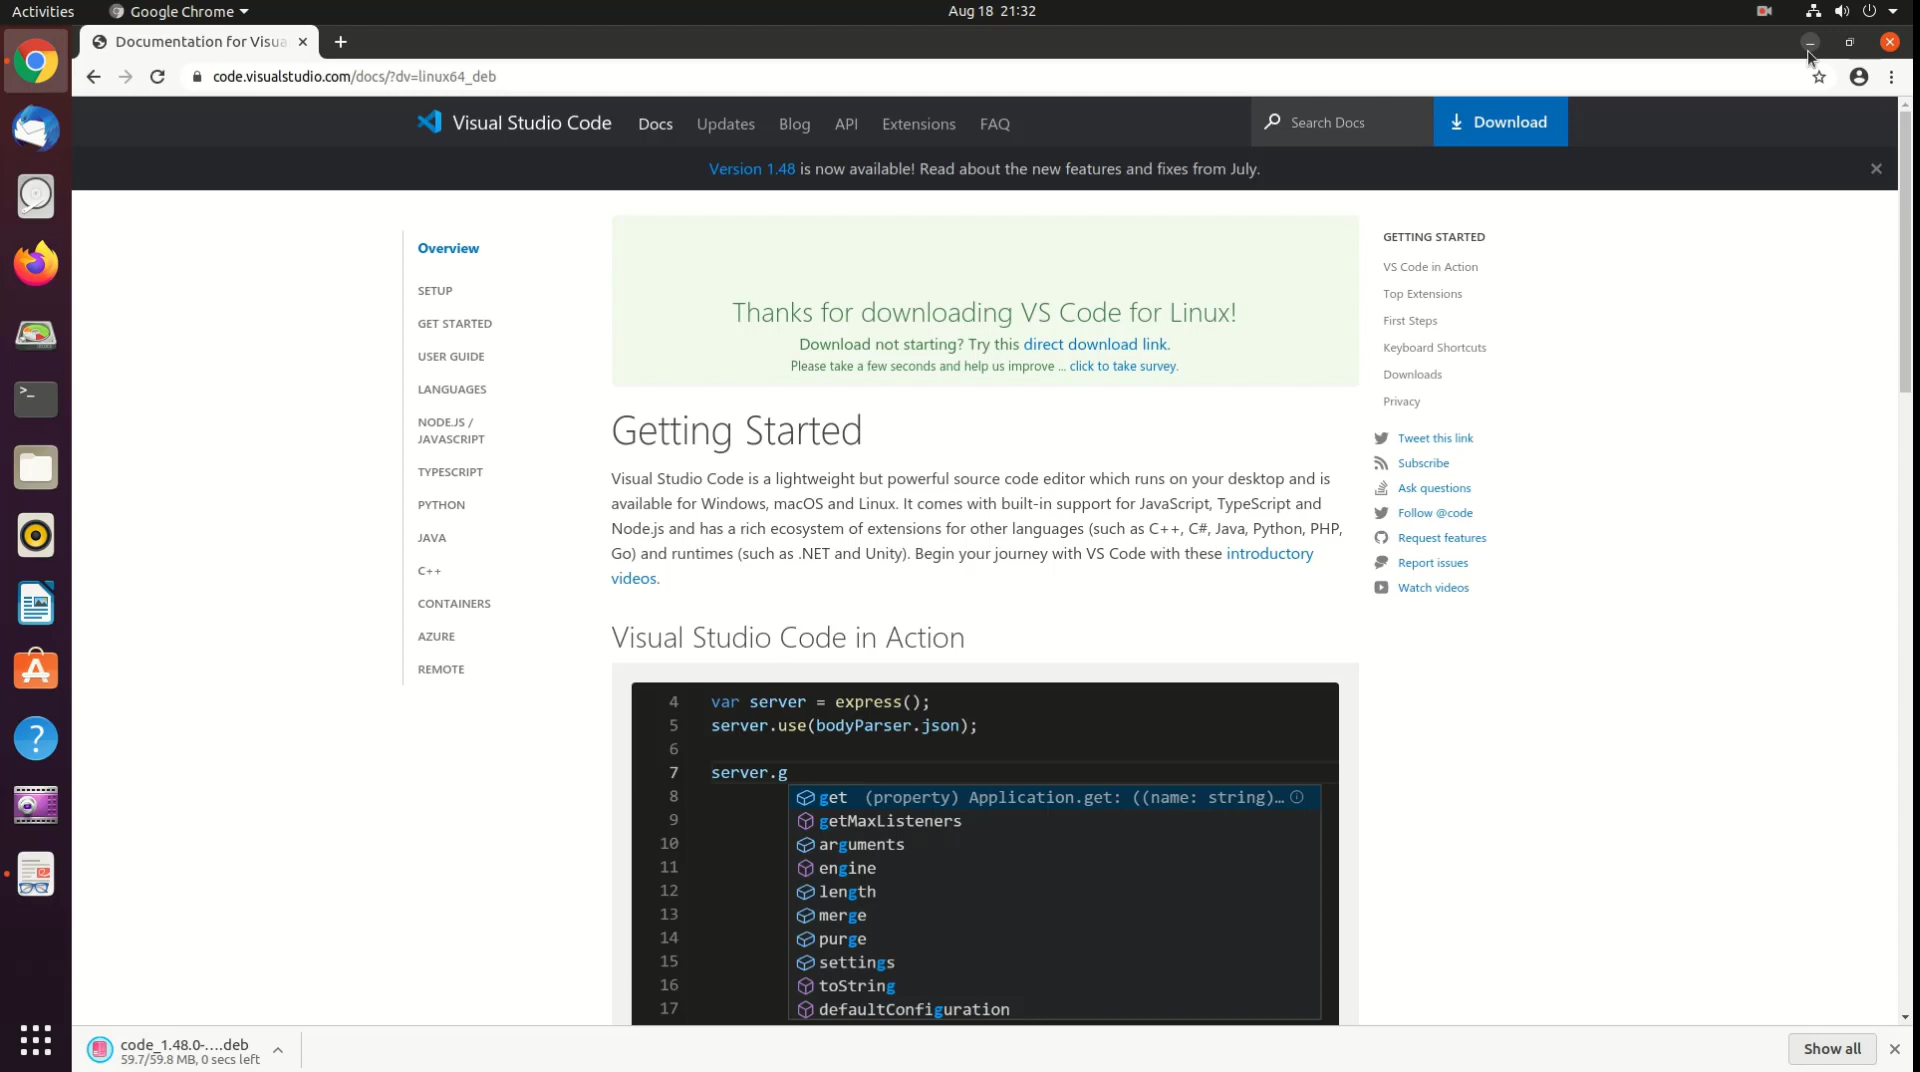 Activities
Google Chrome
Aug 18 21:32
Documentation for Visua
code.visualstudio.com/docs/?dv=linux64_deb
Visual Studio Code
Docs
Updates
Blog
API
Extensions
FAQ
Search Docs
Download
Version 1.48 is now available! Read about the new features and fixes from July.
Overview
SETUP
GET STARTED
USER GUIDE
LANGUAGES
NODE.JS /
JAVASCRIPT
TYPESCRIPT
PYTHON
JAVA
C++
CONTAINERS
AZURE
REMOTE
Thanks for downloading VS Code for Linux!
Download not starting? Try this direct download link.
Please take a few seconds and help us improve ... click to take survey.
Getting Started
Visual Studio Code is a lightweight but powerful source code editor which runs on your desktop and is
available for Windows, macOS and Linux. It comes with built-in support for JavaScript, TypeScript and
Node.js and has a rich ecosystem of extensions for other languages (such as C++, C#, Java, Python, PHP,
Go) and runtimes (such as .NET and Unity). Begin your journey with VS Code with these introductory
videos.
Visual Studio Code in Action
4 var server = express();
5 server.use(bodyParser.json);
6
7 server.g
8 get (property) Application.get: ((name: string)…
9 getMaxListeners
10 arguments
11 engine
12 length
13 merge
14 purge
15 settings
16 toString
17 defaultConfiguration
GETTING STARTED
VS Code in Action
Top Extensions
First Steps
Keyboard Shortcuts
Downloads
Privacy
Tweet this link
Subscribe
Ask questions
Follow @code
Request features
Report issues
Watch videos
code_1.48.0-....deb
59.7/59.8 MB, 0 secs left
Show all